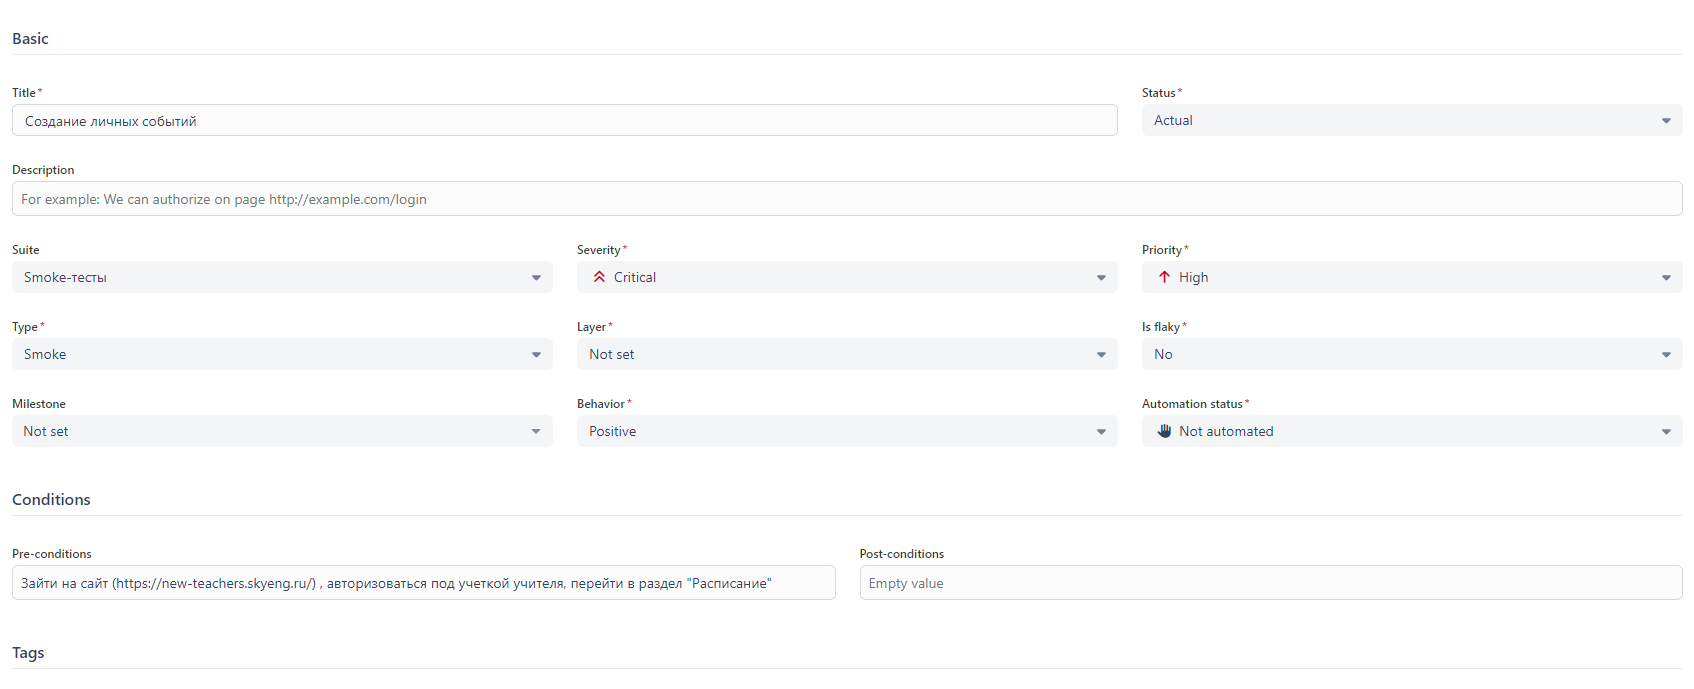 Basic
Title*
Status*
Создание личных событий
Actual
Description
For example: We can authorize on page http://example.com/login
Suite
Severity*
Priority*
Smoke-тесты
Critical
High
Type*
Layer*
Is flaky*
Smoke
Not set
No
Milestone
Behavior*
Automation status*
Not set
Positive
Not automated
Conditions
Pre-conditions
Post-conditions
Зайти на сайт (https://new-teachers.skyeng.ru/) , авторизоваться под учеткой учителя, перейти в раздел "Расписание"
Empty value
Tags